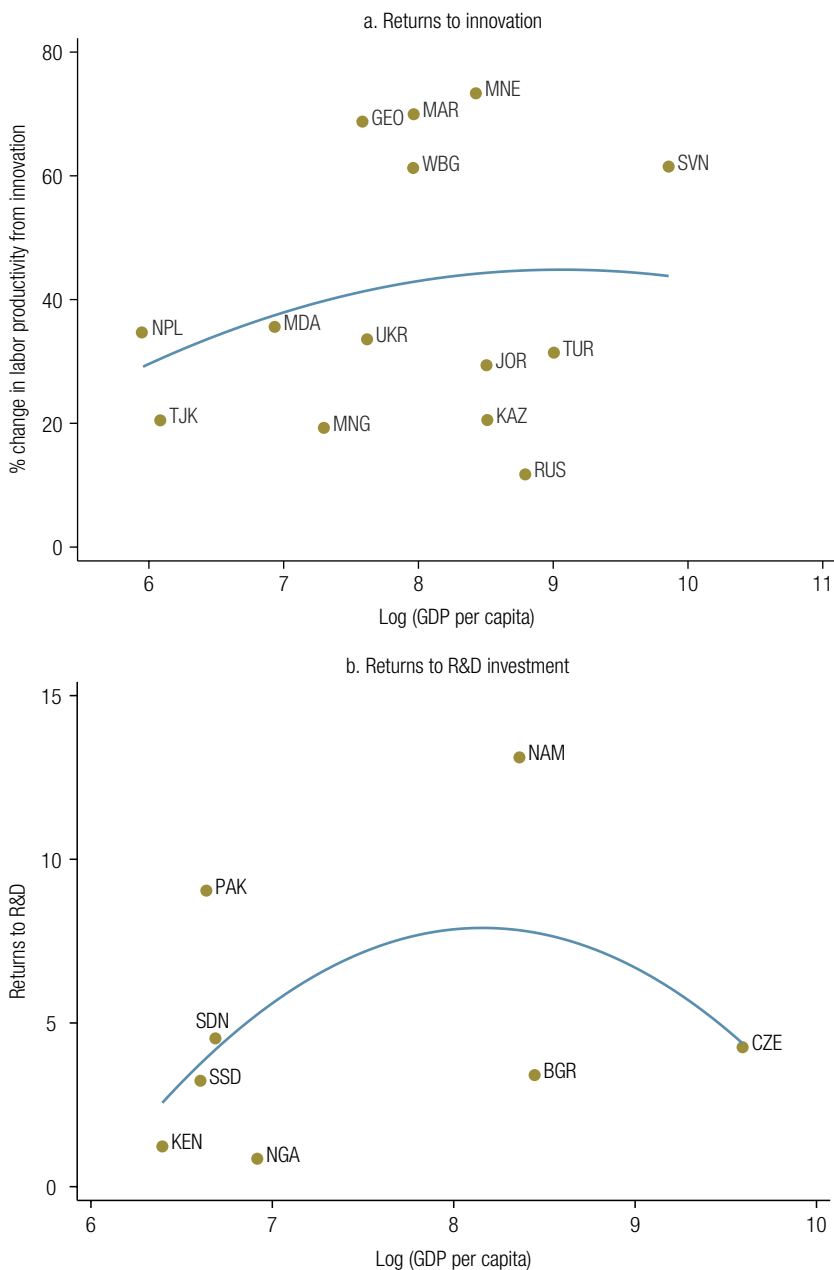 a. Returns to innovation
% change in labor productivity from innovation
80
60
40
20
0
MNE
MAR
GEO
WBG
SVN
NPL
MDA
UKR
TUR
JOR
TJK
MNG
KAZ
RUS
6 7 8 9 10 11
Log (GDP per capita)
b. Returns to R&D investment
Returns to R&D
15
10
5
0
NAM
PAK
SDN
CZE
SSD
BGR
KEN
NGA
6 7 8 9 10
Log (GDP per capita)